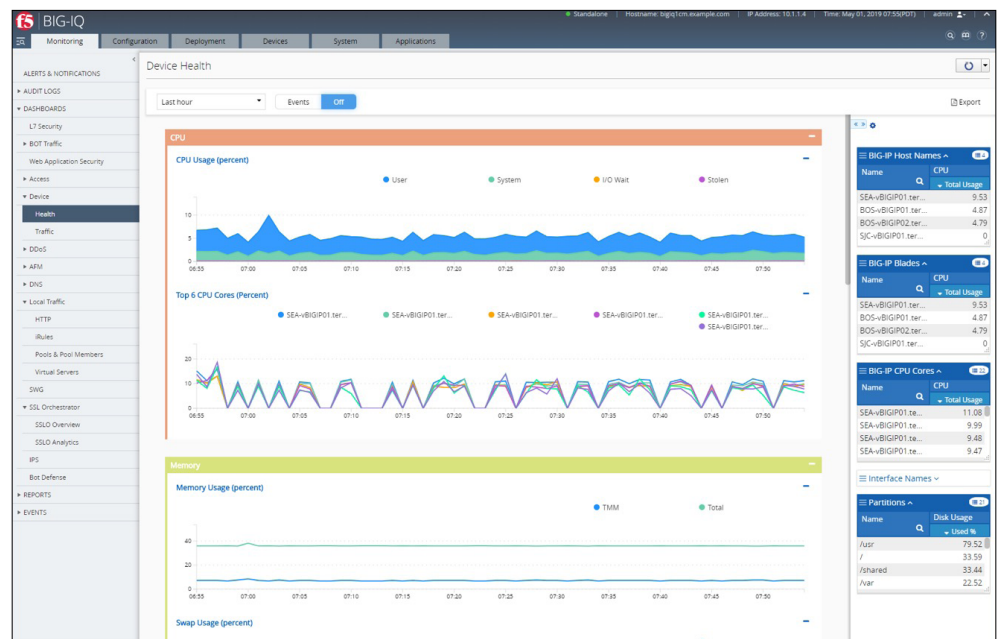 f5 BIG-IQ
Standalone Hostname: bigiq1cm.example.com IP Address: 10.1.1.4 Time: May 01, 2019 07:55(PDT) admin
Monitoring Configuration Deployment Devices System Applications
ALERTS & NOTIFICATIONS
AUDIT LOGS
DASHBOARDS
L7 Security
BOT Traffic
Web Application Security
Access
Device
Health
Traffic
DDoS
AFM
DNS
Local Traffic
HTTP
iRules
Pools & Pool Members
Virtual Servers
SWG
SSL Orchestrator
SSLO Overview
SSLO Analytics
IPS
Bot Defense
REPORTS
EVENTS
Device Health
Last hour Events Off Export
CPU
CPU Usage (percent)
User System I/O Wait Stolen
10
5
0
06:55 07:00 07:05 07:10 07:15 07:20 07:25 07:30 07:35 07:40 07:45 07:50
Top 6 CPU Cores (Percent)
SEA-vBIGIP01.ter... SEA-vBIGIP01.ter... SEA-vBIGIP01.ter... SEA-vBIGIP01.ter... SEA-vBIGIP01.ter...
SEA-vBIGIP01.ter...
20
10
0
06:55 07:00 07:05 07:10 07:15 07:20 07:25 07:30 07:35 07:40 07:45 07:50
Memory
Memory Usage (percent)
TMM Total
40
20
0
06:55 07:00 07:05 07:10 07:15 07:20 07:25 07:30 07:35 07:40 07:45 07:50
Swap Usage (percent)
BIG-IP Host Names 4
Name CPU
Total Usage
SEA-vBIGIP01.ter... 9.53
BOS-vBIGIP01.ter... 4.87
BOS-vBIGIP02.ter... 4.79
SJC-vBIGIP01.ter... 0
BIG-IP Blades 4
Name CPU
Total Usage
SEA-vBIGIP01.ter... 9.53
BOS-vBIGIP01.ter... 4.87
BOS-vBIGIP02.ter... 4.79
SJC-vBIGIP01.ter... 0
BIG-IP CPU Cores 22
Name CPU
Total Usage
SEA-vBIGIP01.te... 11.08
SEA-vBIGIP01.te... 9.99
SEA-vBIGIP01.te... 9.48
SEA-vBIGIP01.te... 9.47
Interface Names
Partitions 21
Name Disk Usage
Used %
/usr 79.52
/ 33.59
/shared 33.44
/var 22.52